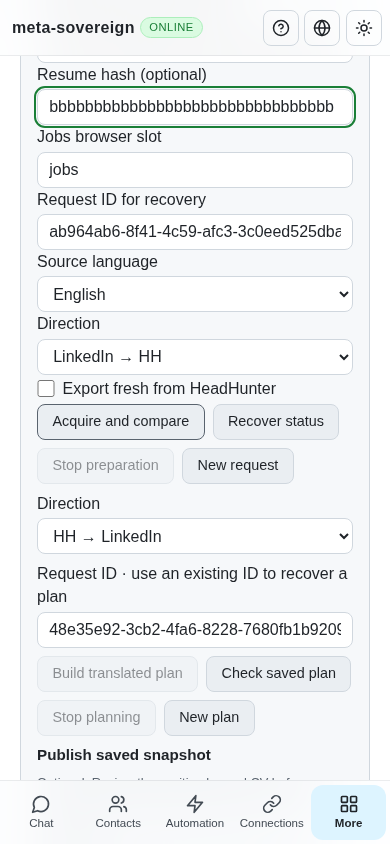 meta-sovereign ONLINE
Resume hash (optional)
bbbbbbbbbbbbbbbbbbbbbbbbbbbbbbbb
Jobs browser slot
jobs
Request ID for recovery
ab964ab6-8f41-4c59-afc3-3c0eed525dba
Source language
English
Direction
LinkedIn → HH
Export fresh from HeadHunter
Acquire and compare Recover status
Stop preparation New request
Direction
HH → LinkedIn
Request ID · use an existing ID to recover a
plan
48e35e92-3cb2-4fa6-8228-7680fb1b9209
Build translated plan Check saved plan
Stop planning New plan
Publish saved snapshot
Chat Contacts Automation Connections More